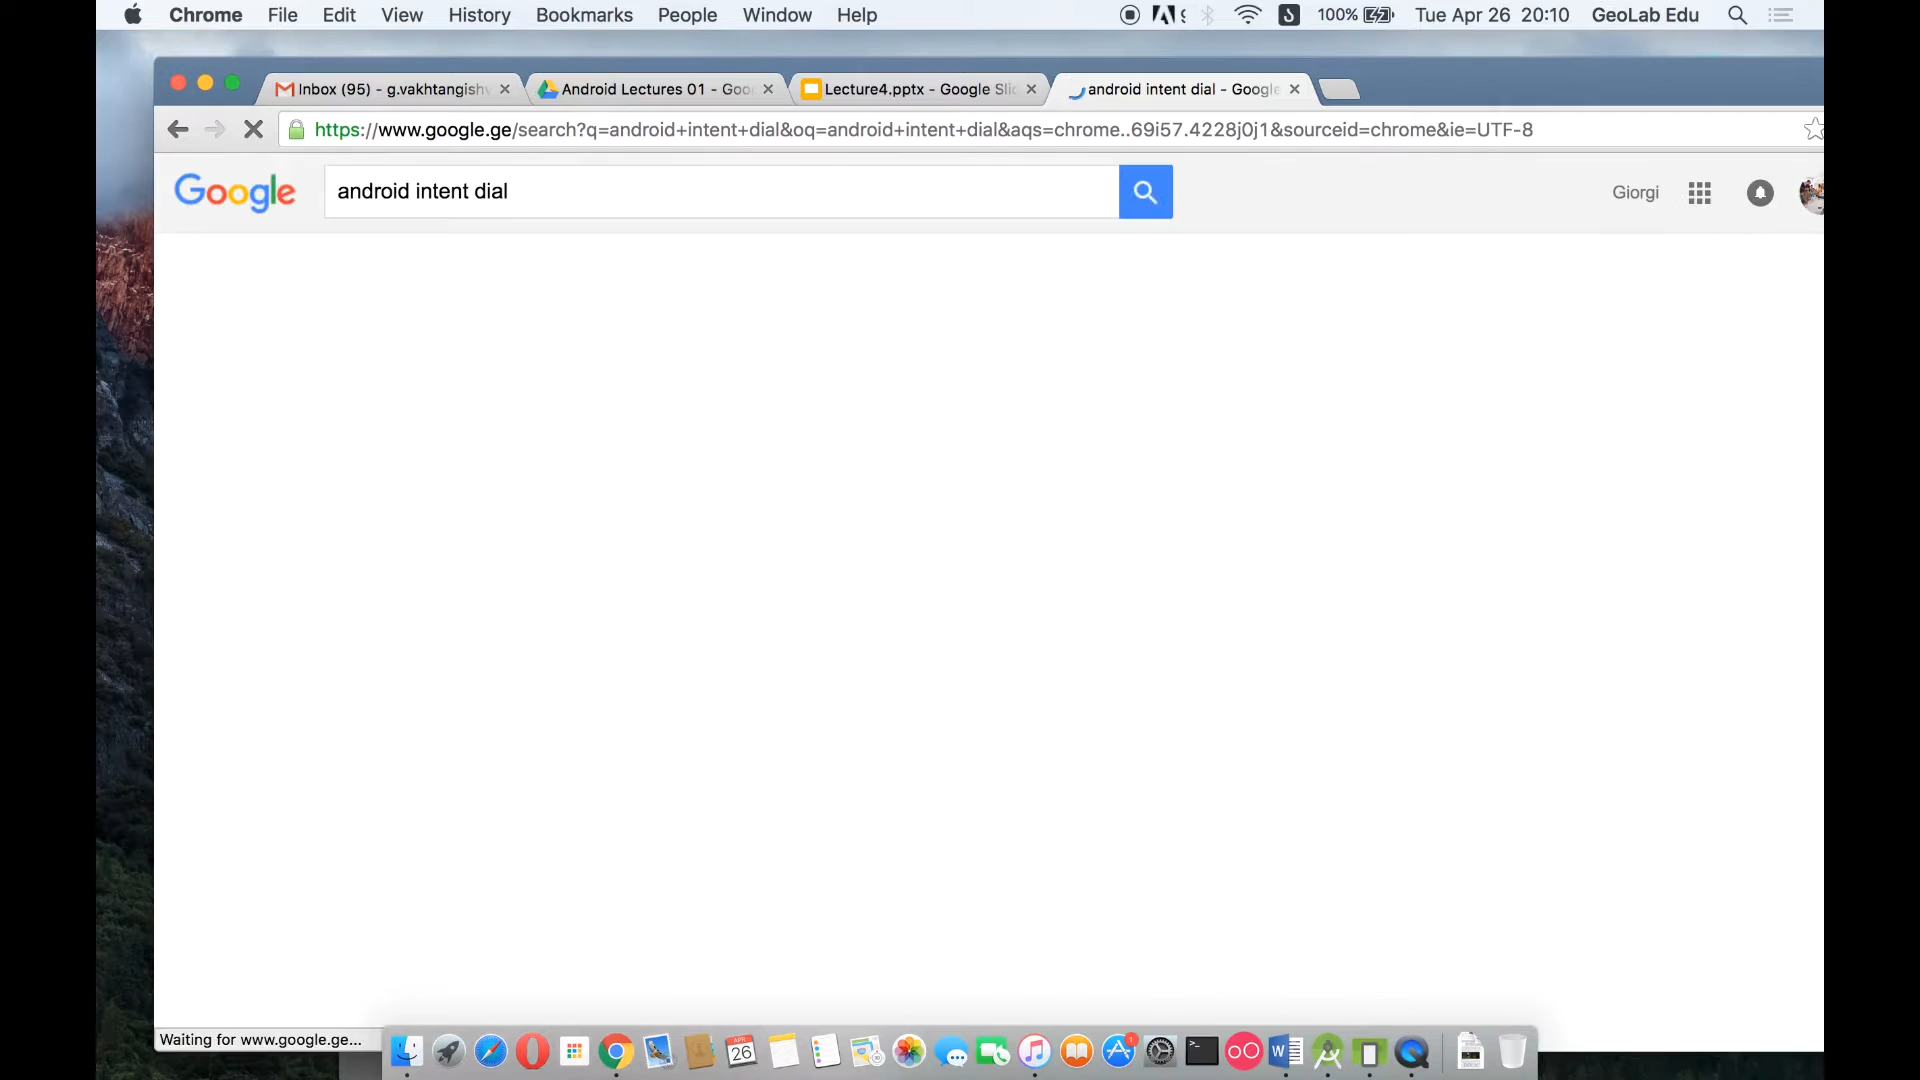 Chrome File Edit View History Bookmarks People Window Help 100% Tue Apr 26 20:10 GeoLab Edu
Inbox (95) - g.vakhtangish Android Lectures 01 - Goo Lecture4.pptx - Google Sli android intent dial - Google
https://www.google.ge/search?q=android+intent+dial&oq=android+intent+dial&aqs=chrome..69i57.4228j0j1&sourceid=chrome&ie=UTF-8
Google android intent dial Giorgi
Waiting for www.google.ge...
APR
26
1
W